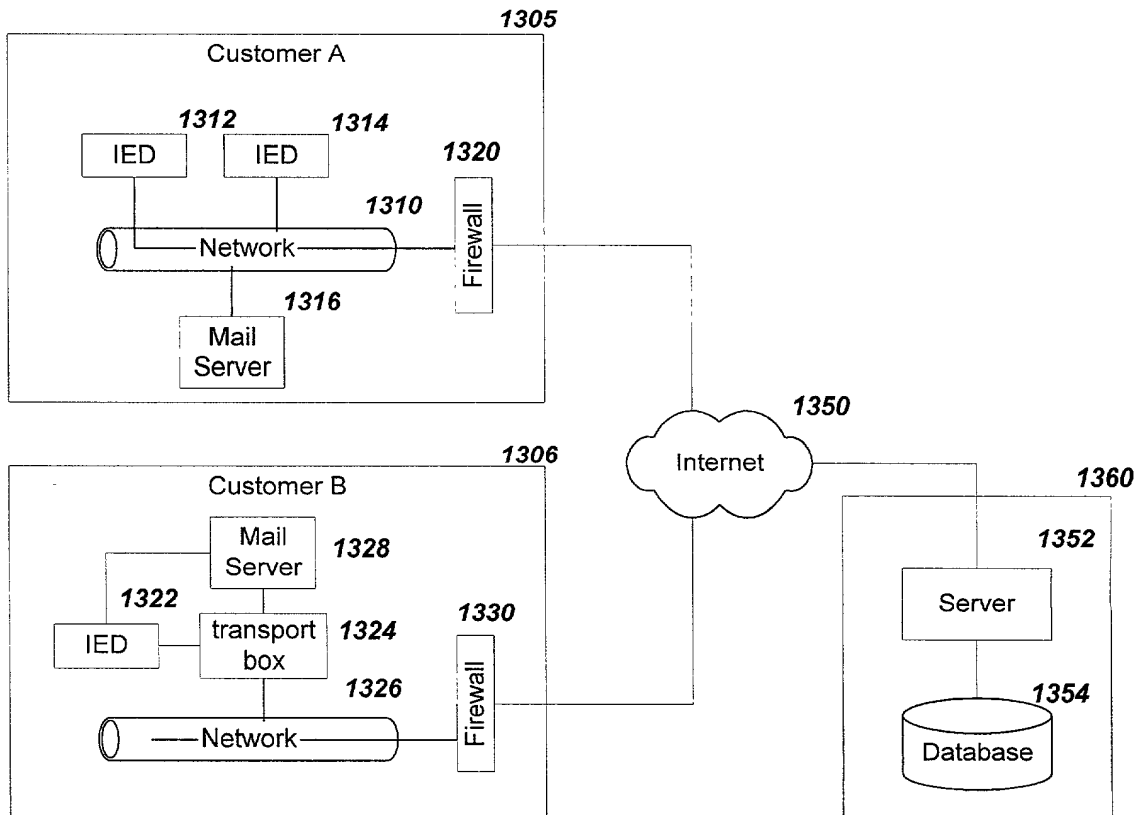 1305
Customer A
1312
1314
IED
IED
1320
1310
Network
Firewall
1316
Mail
Server
1350
Internet
1306
Customer B
1360
Mail
Server
1328
1352
1322
1330
Server
IED
transport
box
1324
1326
Firewall
1354
Network
Database